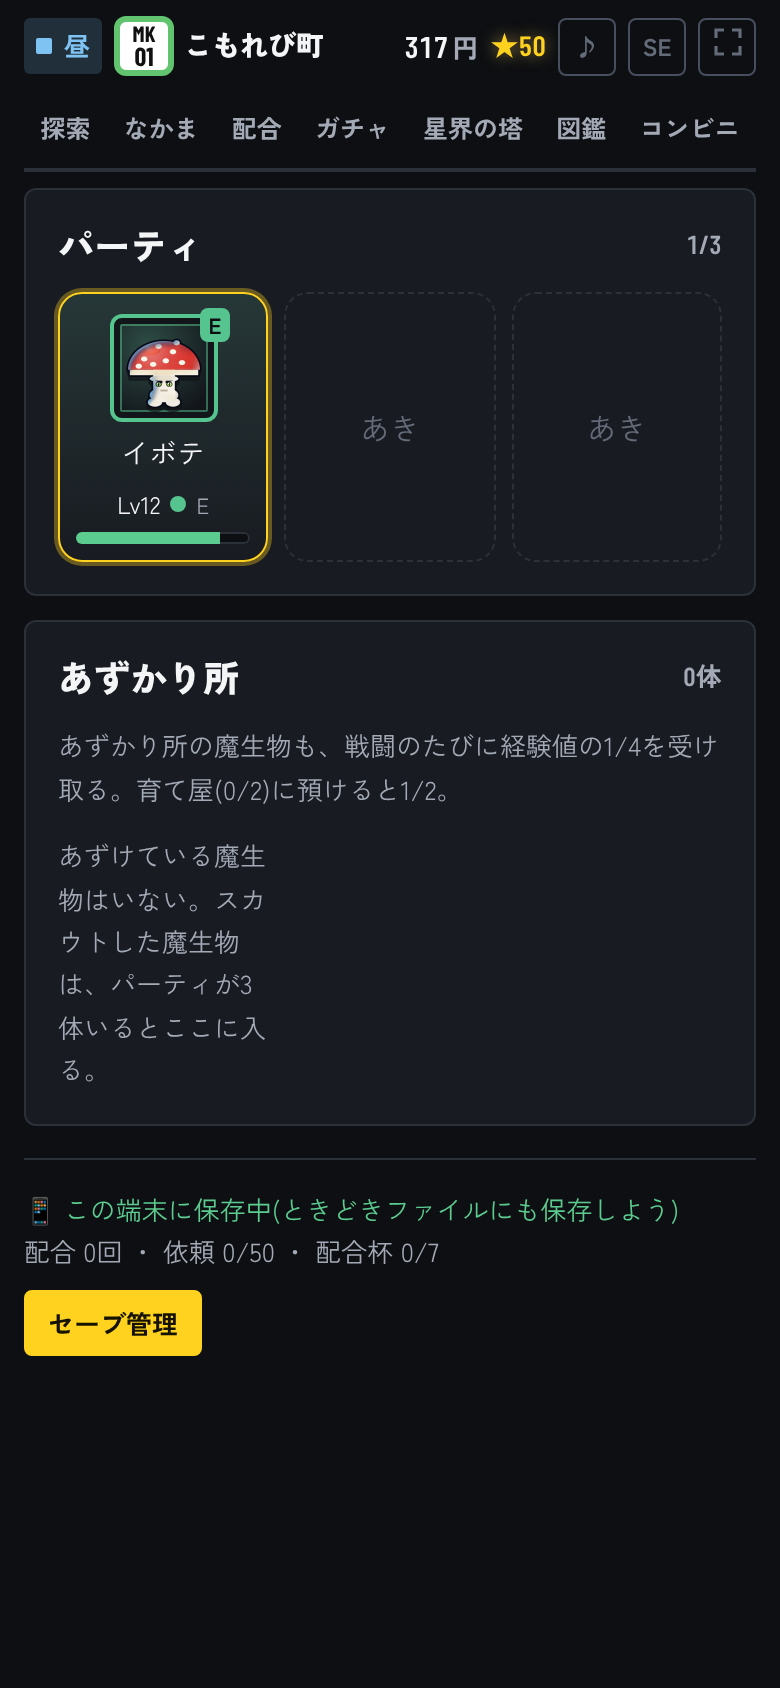 昼 MK 01 こもれび町 317 円 ★50 ♪ SE
探索 なかま 配合 ガチャ 星界の塔 図鑑 コンビニ
パーティ 1/3
E
イボテ
Lv12 E
あき
あき
あずかり所 0体
あずかり所の魔生物も、戦闘のたびに経験値の1/4を受け
取る。育て屋(0/2)に預けると1/2。
あずけている魔生
物はいない。スカ
ウトした魔生物
は、パーティが3
体いるとここに入
る。
この端末に保存中(ときどきファイルにも保存しよう)
配合 0回 ・ 依頼 0/50 ・ 配合杯 0/7
セーブ管理